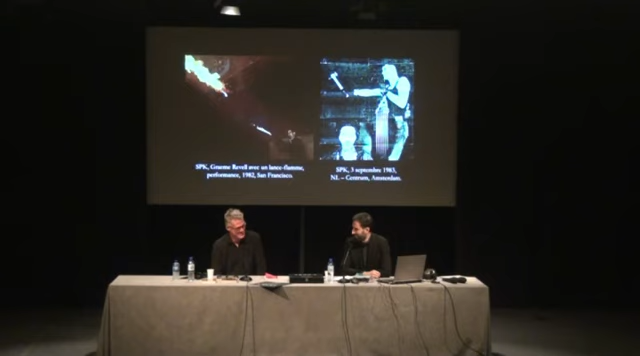 SPK, Graeme Revell avec un lance-flamme,
performance, 1982, San Francisco.
SPK, 3 septembre 1983,
NL – Centrum, Amsterdam.